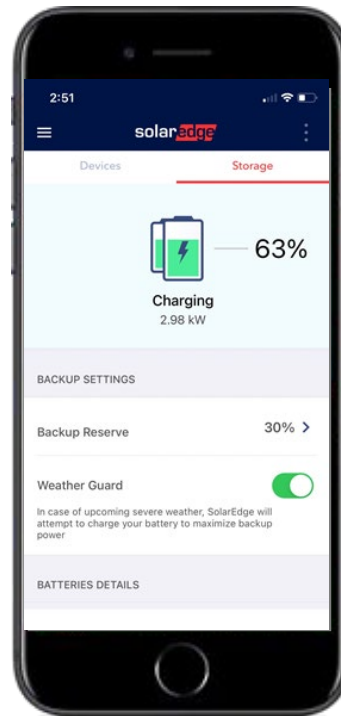 2:51
solaredge
Devices Storage
63%
Charging
2.98 kW
BACKUP SETTINGS
Backup Reserve 30%
Weather Guard
In case of upcoming severe weather, SolarEdge will
attempt to charge your battery to maximize backup
power
BATTERIES DETAILS